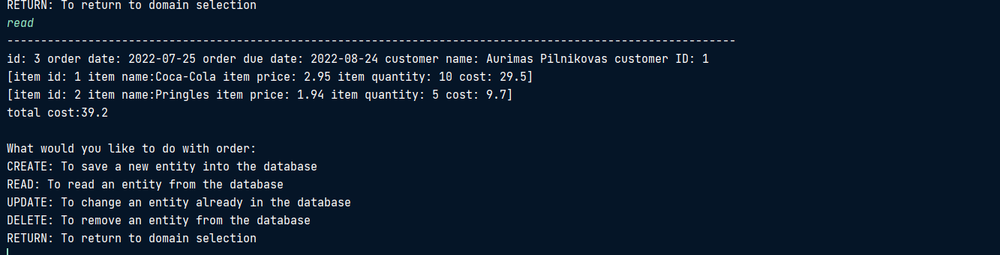 RETURN: To return to domain selection
read
------------------------------------------------------------------------------------------------------------
id: 3 order date: 2022-07-25 order due date: 2022-08-24 customer name: Aurimas Pilnikovas customer ID: 1
[item id: 1 item name:Coca-Cola item price: 2.95 item quantity: 10 cost: 29.5]
[item id: 2 item name:Pringles item price: 1.94 item quantity: 5 cost: 9.7]
total cost:39.2
What would you like to do with order:
CREATE: To save a new entity into the database
READ: To read an entity from the database
UPDATE: To change an entity already in the database
DELETE: To remove an entity from the database
RETURN: To return to domain selection